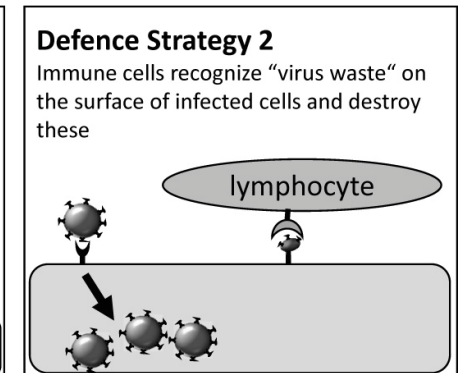 Defence Strategy 2
Immune cells recognize “virus waste“ on
the surface of infected cells and destroy
these
lymphocyte